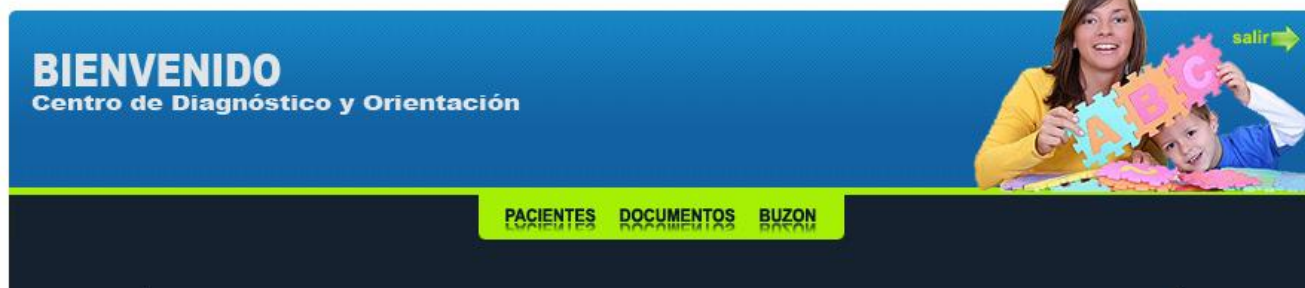 BIENVENIDO
Centro de Diagnóstico y Orientación
salir
A B C
PACIENTES DOCUMENTOS BUZON